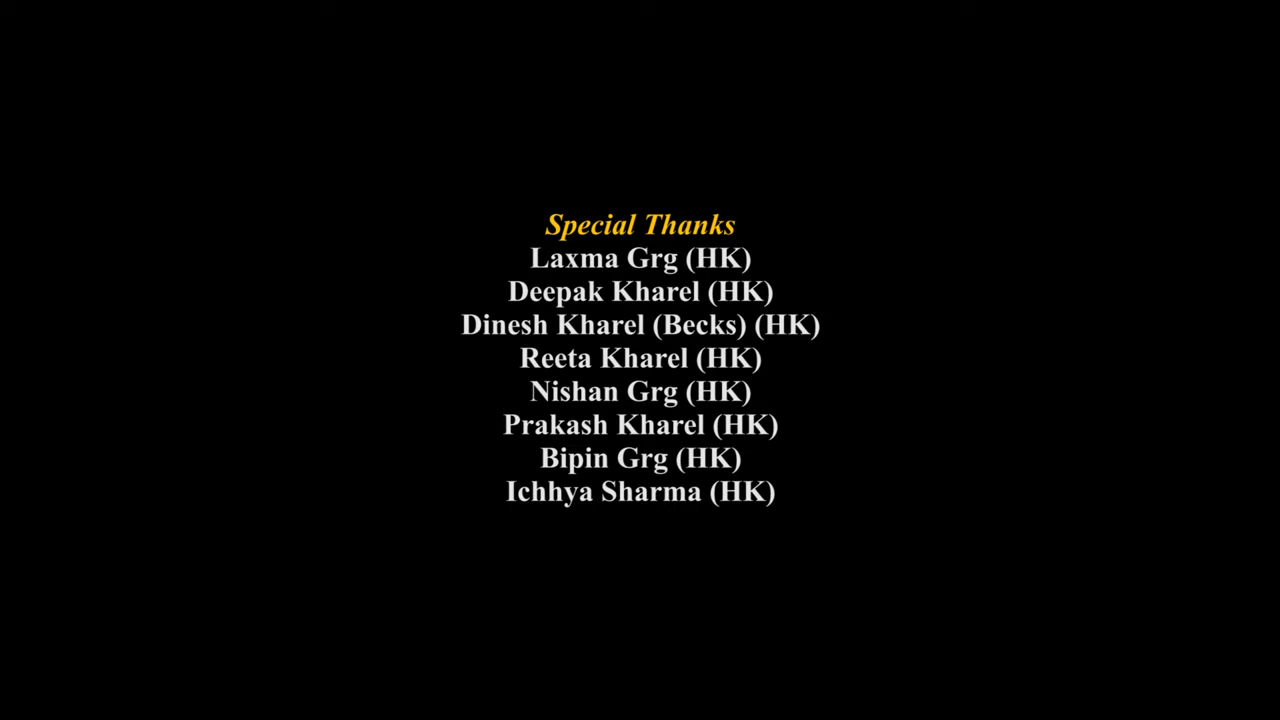 Special Thanks
Laxma Grg (HK)
Deepak Kharel (HK)
Dinesh Kharel (Becks) (HK)
Reeta Kharel (HK)
Nishan Grg (HK)
Prakash Kharel (HK)
Bipin Grg (HK)
Ichhya Sharma (HK)